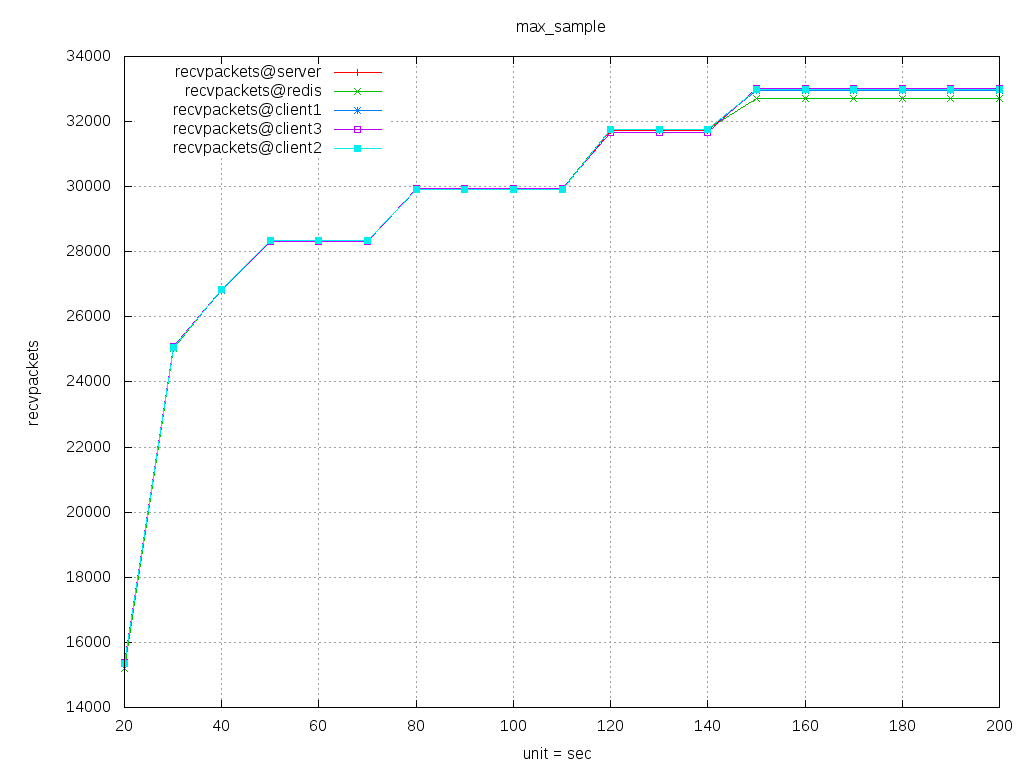 max_sample
34000
32000
30000
28000
26000
24000
22000
20000
18000
16000
14000
recvpackets
recvpackets@server
recvpackets@redis
recvpackets@client1
recvpackets@client3
recvpackets@client2
20 40 60 80 100 120 140 160 180 200
unit = sec